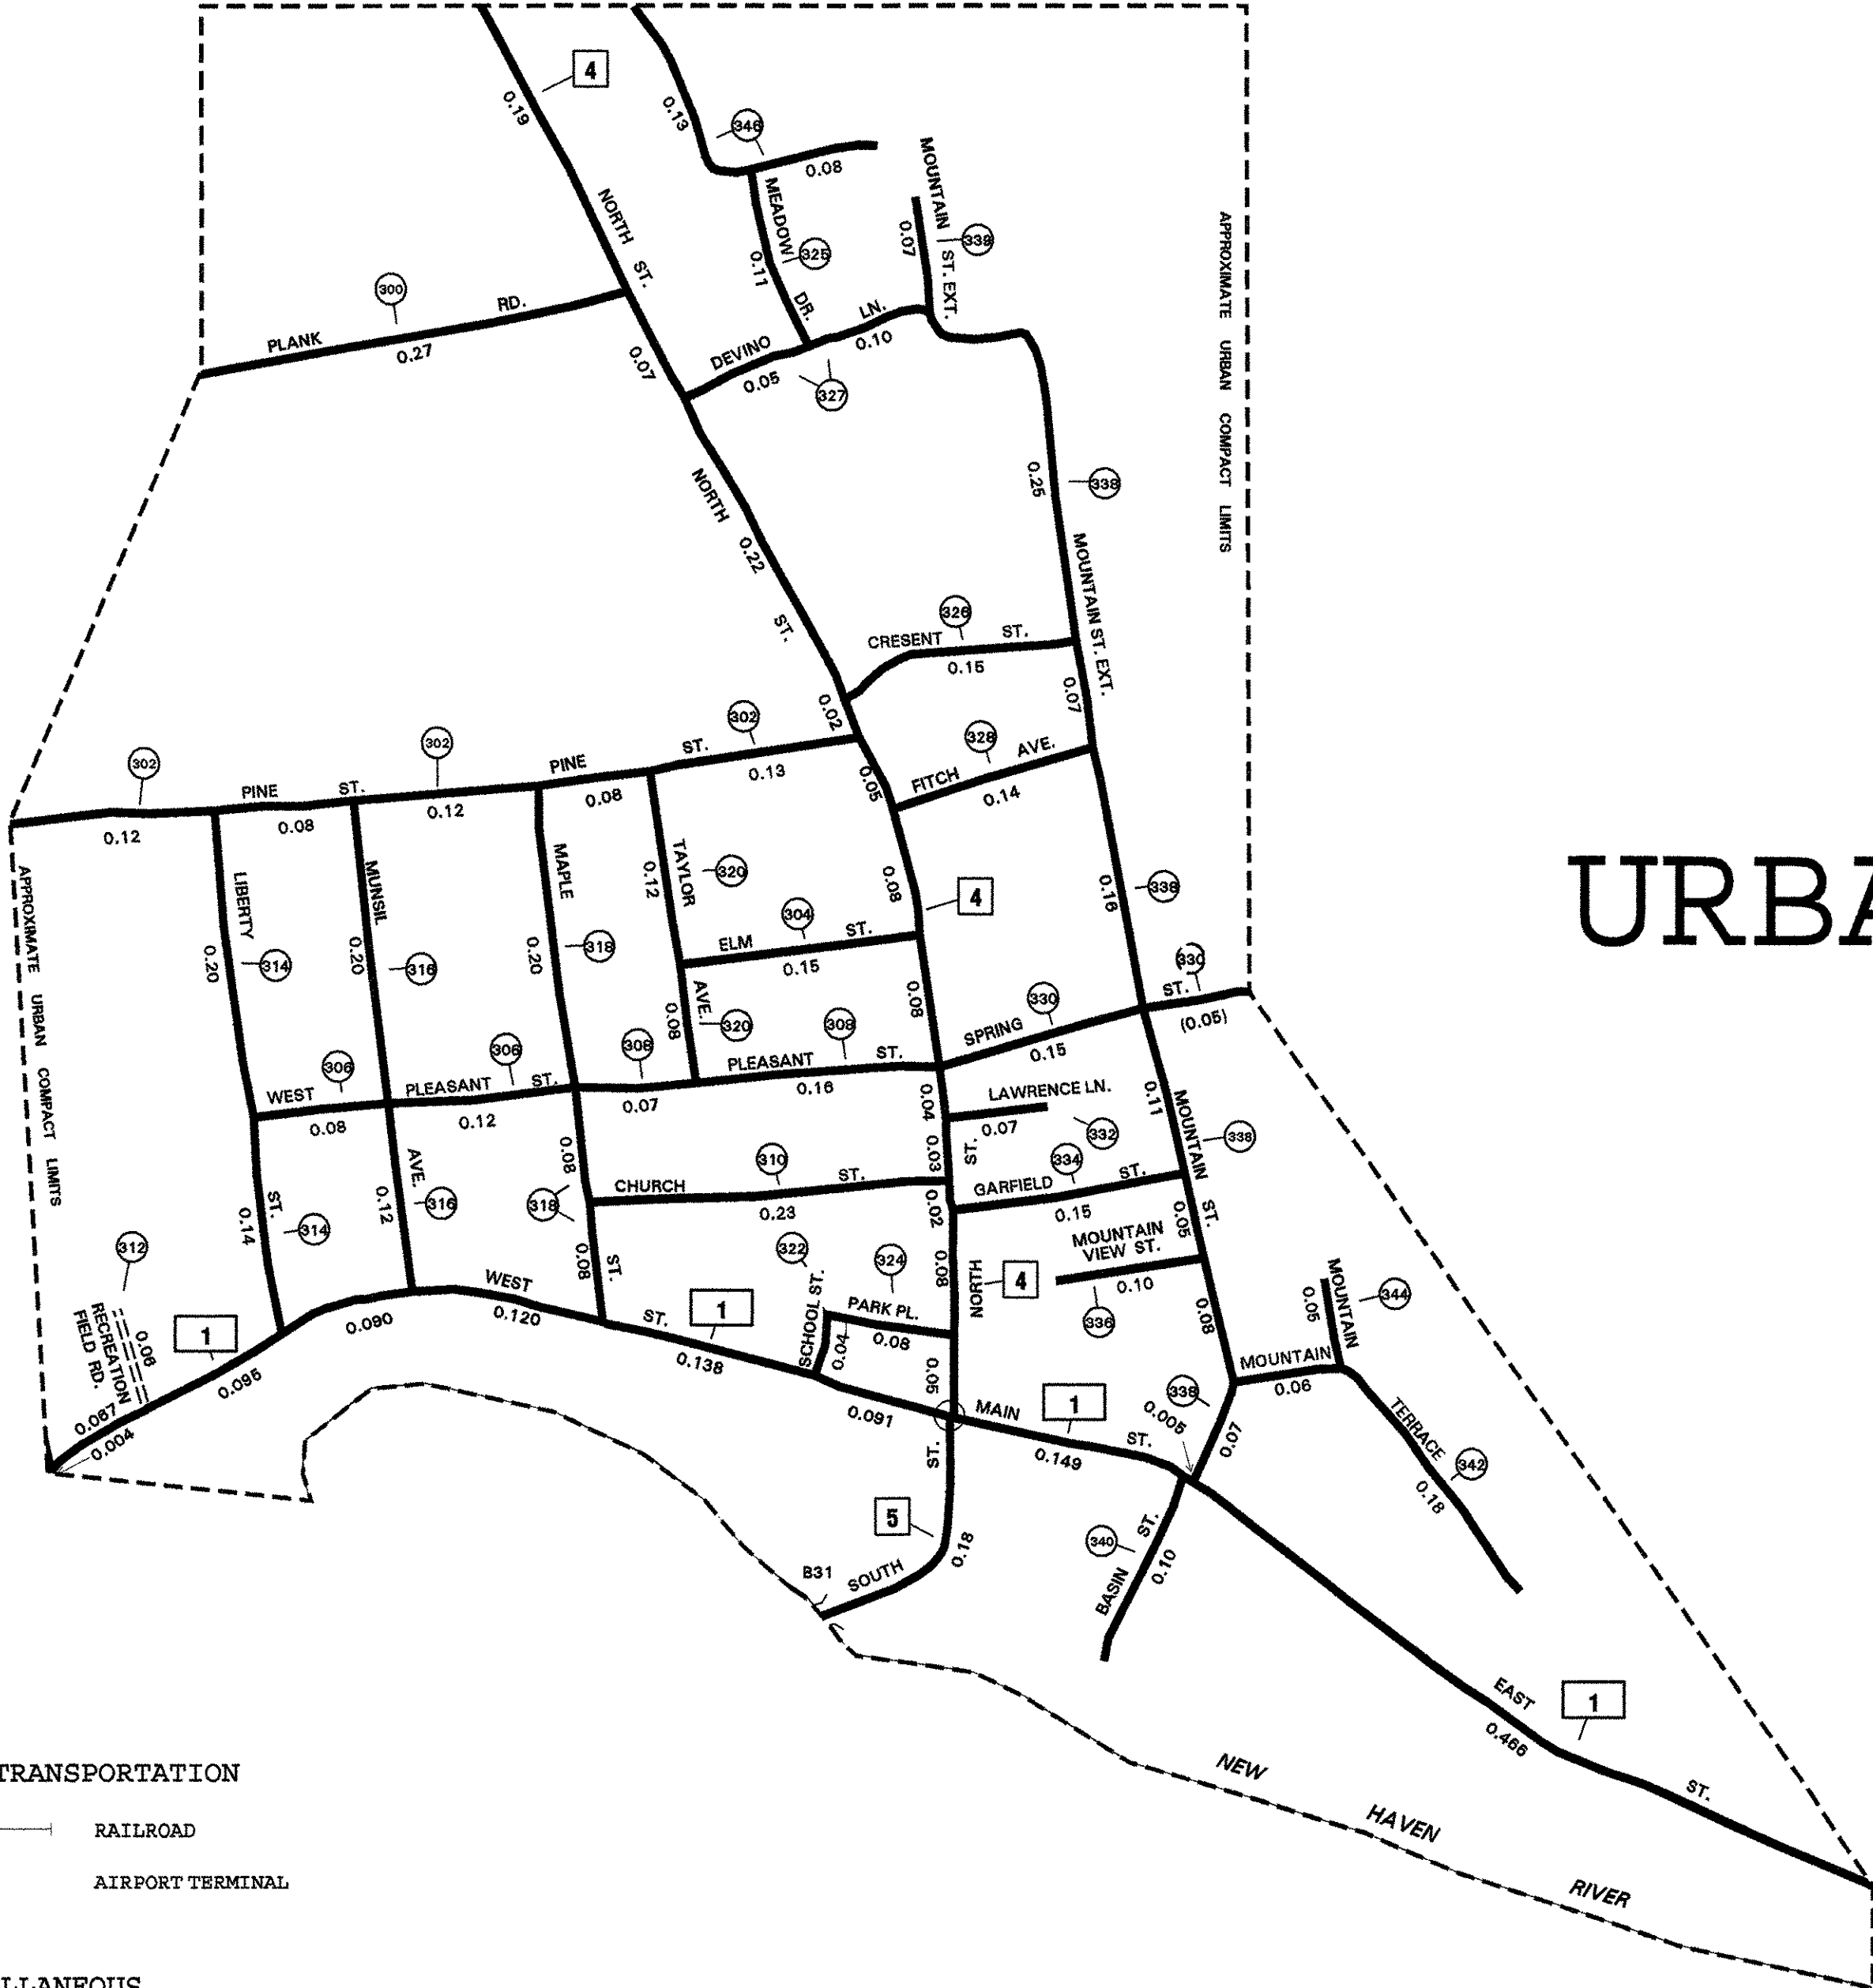 4
0.19
0.13
346
0.08
MOUNTAIN ST. EXT.
339
0.07
MEADOW DR.
325
0.11
NORTH ST.
300
PLANK RD.
0.27
0.07
DEVINO LN.
0.05
0.10
327
APPROXIMATE URBAN COMPACT LIMITS
0.25
338
NORTH ST.
0.22
MOUNTAIN ST. EXT.
326
CRESENT ST.
0.15
0.07
0.02
302
302
302
328
FITCH AVE.
0.14
0.05
PINE ST.
PINE ST.
0.12
0.08
0.12
0.08
0.13
APPROXIMATE URBAN COMPACT LIMITS
LIBERTY
0.20
314
MUNSIL
0.20
316
MAPLE
0.20
318
TAYLOR
0.12
320
304
ELM ST.
0.15
0.08
4
0.16
338
URBA
AVE.
0.08
320
308
0.08
330
SPRING ST.
330
0.15
(0.05)
306
306
308
WEST PLEASANT ST.
PLEASANT ST.
0.08
0.12
0.07
0.16
0.04
LAWRENCE LN.
0.07
332
0.11
MOUNTAIN ST.
338
ST.
0.14
314
AVE.
0.12
316
0.08
318
310
CHURCH ST.
0.23
0.03
ST.
0.02
334
GARFIELD ST.
0.15
0.05
312
0.06
RECREATION
FIELD RD.
0.08
ST.
322
SCHOOL ST.
324
PARK PL.
0.04
0.08
0.08
NORTH
4
MOUNTAIN
VIEW ST.
0.10
336
0.08
MOUNTAIN
0.05
344
1
WEST ST.
1
0.067
0.004
0.095
0.090
0.120
0.138
0.091
0.05
MAIN ST.
1
0.149
0.005
338
0.07
MOUNTAIN
0.06
TERRACE
342
0.18
ST.
5
0.18
SOUTH
B31
340
BASIN ST.
0.10
EAST ST.
1
0.466
NEW HAVEN RIVER
TRANSPORTATION
RAILROAD
AIRPORT TERMINAL
LLANEOUS